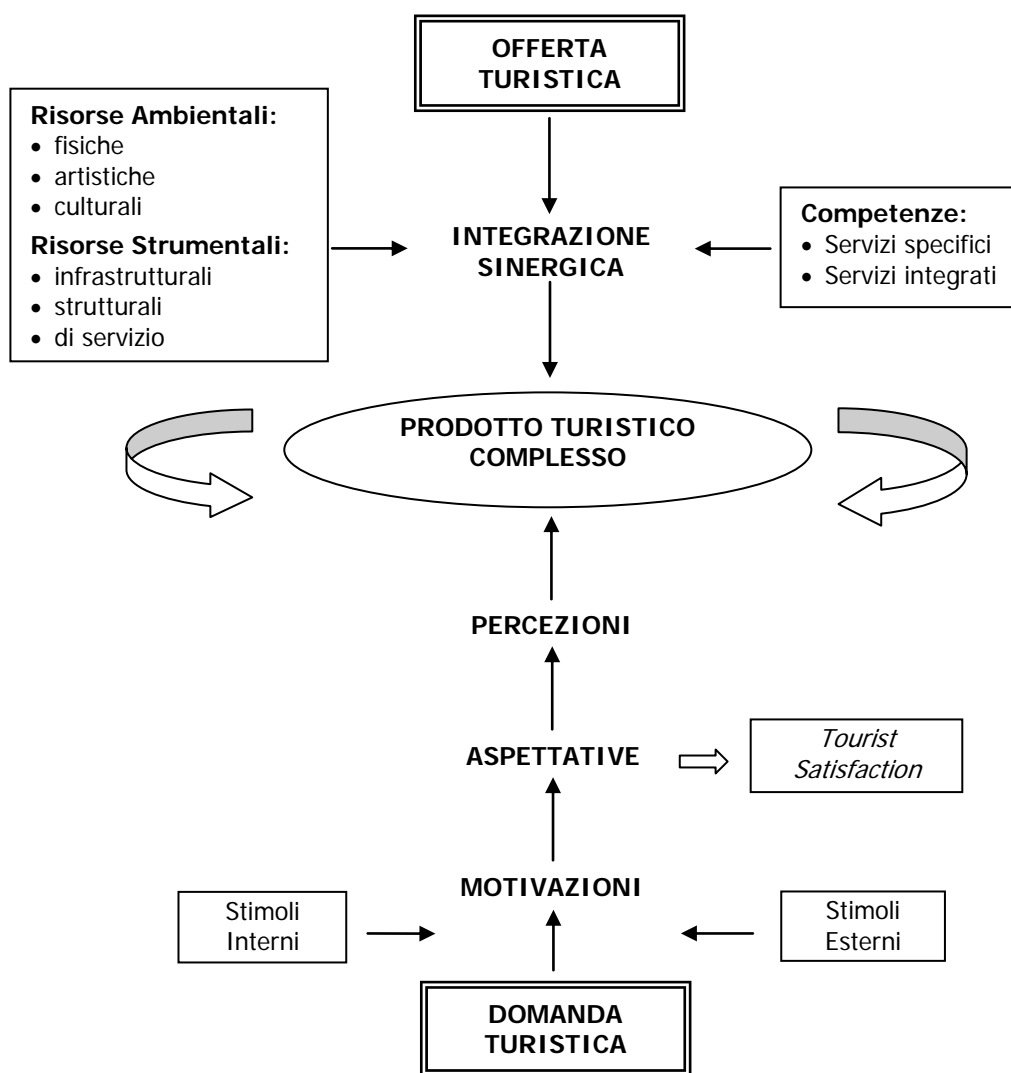 OFFERTA
TURISTICA
Risorse Ambientali:
• fisiche
• artistiche
• culturali
Risorse Strumentali:
• infrastrutturali
• strutturali
• di servizio
INTEGRAZIONE
SINERGICA
Competenze:
• Servizi specifici
• Servizi integrati
PRODOTTO TURISTICO
COMPLESSO
PERCEZIONI
ASPETTATIVE
Tourist
Satisfaction
MOTIVAZIONI
Stimoli
Interni
Stimoli
Esterni
DOMANDA
TURISTICA